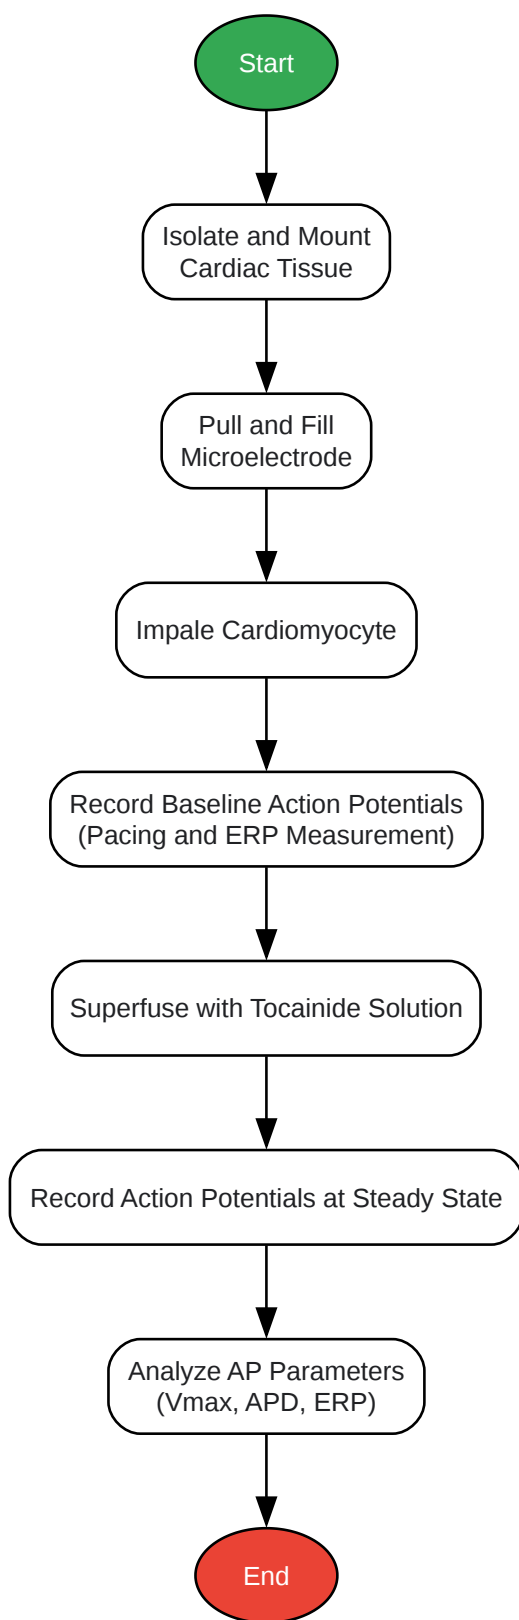 Start
Isolate and Mount
Cardiac Tissue
Pull and Fill
Microelectrode
Impale Cardiomyocyte
Record Baseline Action Potentials
(Pacing and ERP Measurement)
Superfuse with Tocainide Solution
Record Action Potentials at Steady State
Analyze AP Parameters
(Vmax, APD, ERP)
End